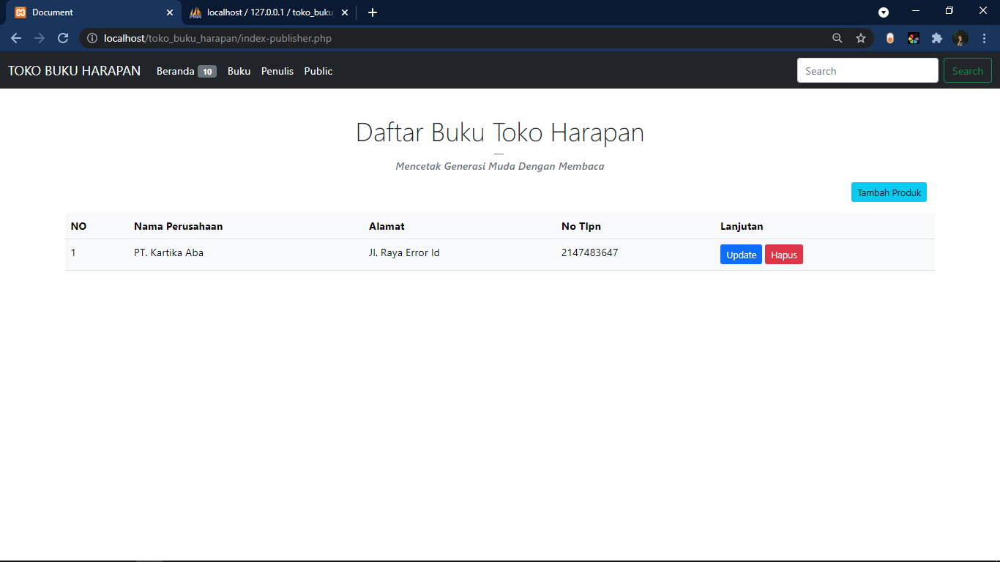 Document
localhost / 127.0.0.1 / toko_buku_
localhost/toko_buku_harapan/index-publisher.php
TOKO BUKU HARAPAN Beranda 10 Buku Penulis Public Search Search
Daftar Buku Toko Harapan
Mencetak Generasi Muda Dengan Membaca
Tambah Produk
NO Nama Perusahaan Alamat No Tlpn Lanjutan
1 PT. Kartika Aba Jl. Raya Error Id 2147483647 Update Hapus